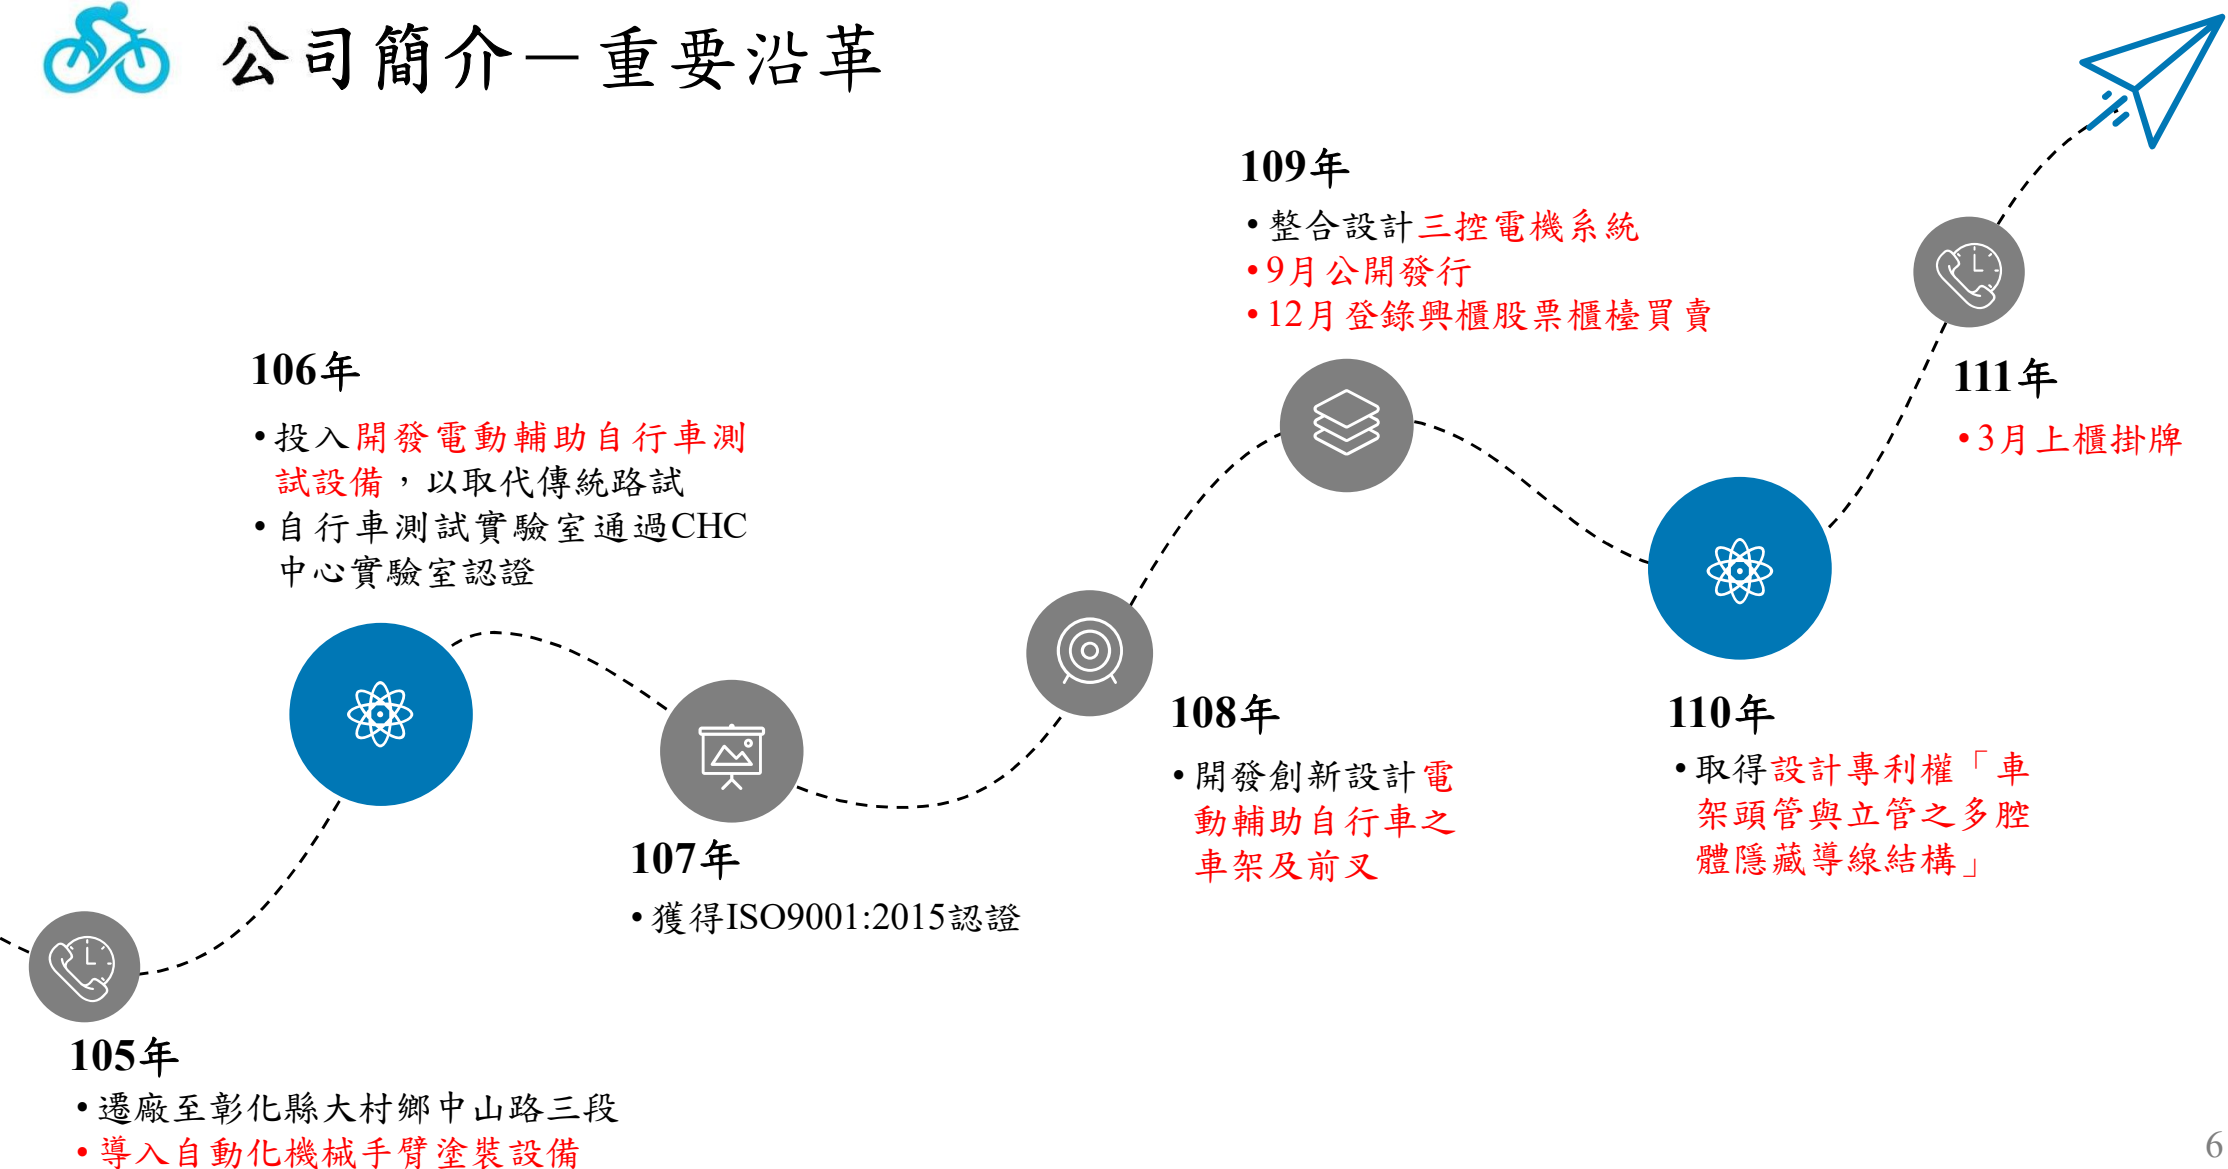 公司簡介－重要沿革
105年
•遷廠至彰化縣大村鄉中山路三段
•導入自動化機械手臂塗裝設備
106年
•投入開發電動輔助自行車測
試設備，以取代傳統路試
•自行車測試實驗室通過CHC
中心實驗室認證
107年
•獲得ISO9001:2015認證
108年
•開發創新設計電
動輔助自行車之
車架及前叉
109年
•整合設計三控電機系統
•9月公開發行
•12月登錄興櫃股票櫃檯買賣
110年
•取得設計專利權「車
架頭管與立管之多腔
體隱藏導線結構」
111年
•3月上櫃掛牌
6